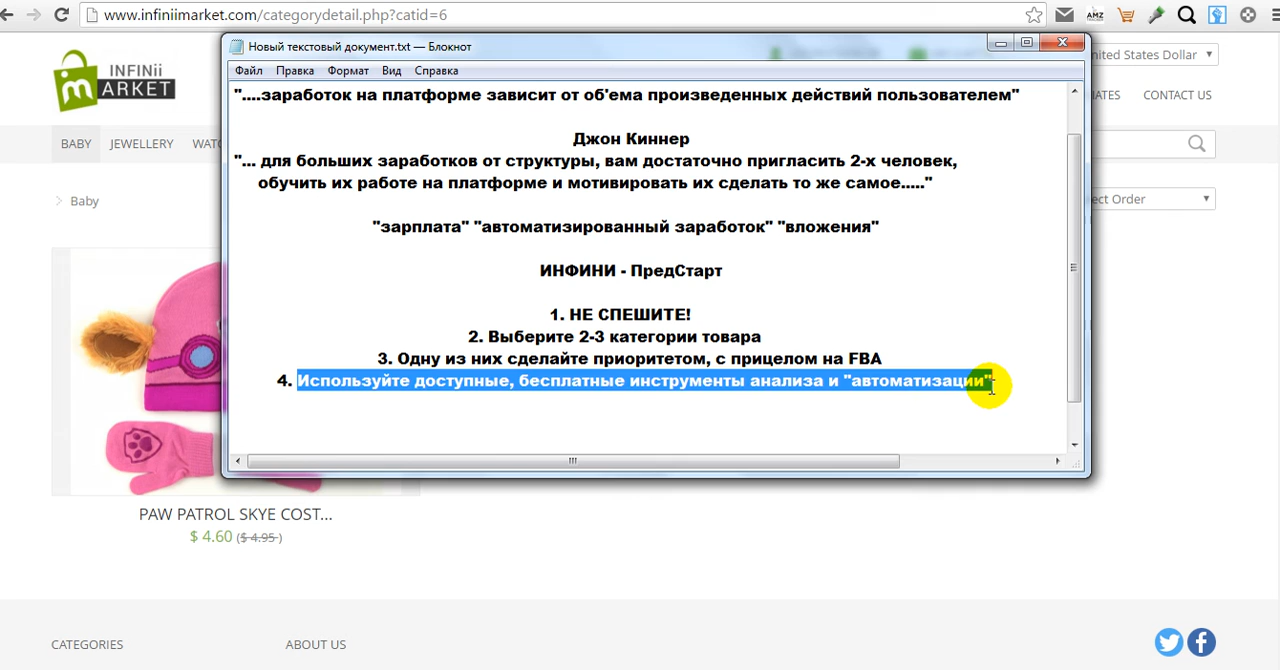 www.infiniimarket.com/categorydetail.php?catid=6
AMZ
Новый текстовый документ.txt — Блокнот
Файл Правка Формат Вид Справка
"....заработок на платформе зависит от об'ема произведенных действий пользователем"
Джон Киннер
"... для больших заработков от структуры, вам достаточно пригласить 2-х человек,
обучить их работе на платформе и мотивировать их сделать то же самое....."
"зарплата" "автоматизированный заработок" "вложения"
ИНФИНИ - ПредСтарт
1. НЕ СПЕШИТЕ!
2. Выберите 2-3 категории товара
3. Одну из них сделайте приоритетом, с прицелом на FBA
4. Используйте доступные, бесплатные инструменты анализа и "автоматизации"
INFINii
MARKET
nited States Dollar
IATES CONTACT US
BABY JEWELLERY WATC
Baby
ect Order
PAW PATROL SKYE COST...
$ 4.60 ($ 4.95 )
CATEGORIES ABOUT US